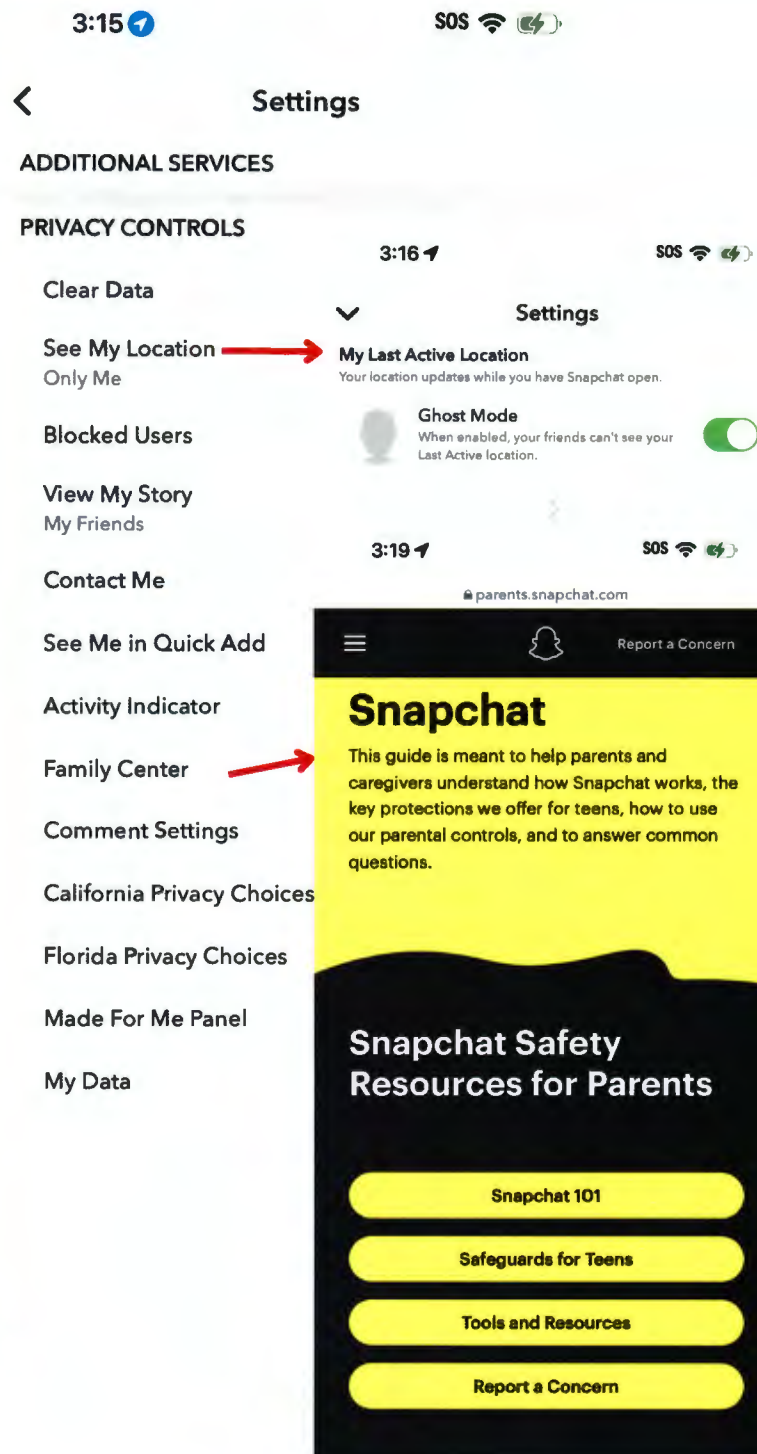 3:15
SOS
Settings
ADDITIONAL SERVICES
PRIVACY CONTROLS
Clear Data
See My Location
Only Me
Blocked Users
View My Story
My Friends
Contact Me
See Me in Quick Add
Activity Indicator
Family Center
Comment Settings
California Privacy Choices
Florida Privacy Choices
Made For Me Panel
My Data
3:16
SOS
Settings
My Last Active Location
Your location updates while you have Snapchat open.
Ghost Mode
When enabled, your friends can't see your
Last Active location.
3:19
SOS
parents.snapchat.com
Report a Concern
Snapchat
This guide is meant to help parents and
caregivers understand how Snapchat works, the
key protections we offer for teens, how to use
our parental controls, and to answer common
questions.
Snapchat Safety
Resources for Parents
Snapchat 101
Safeguards for Teens
Tools and Resources
Report a Concern